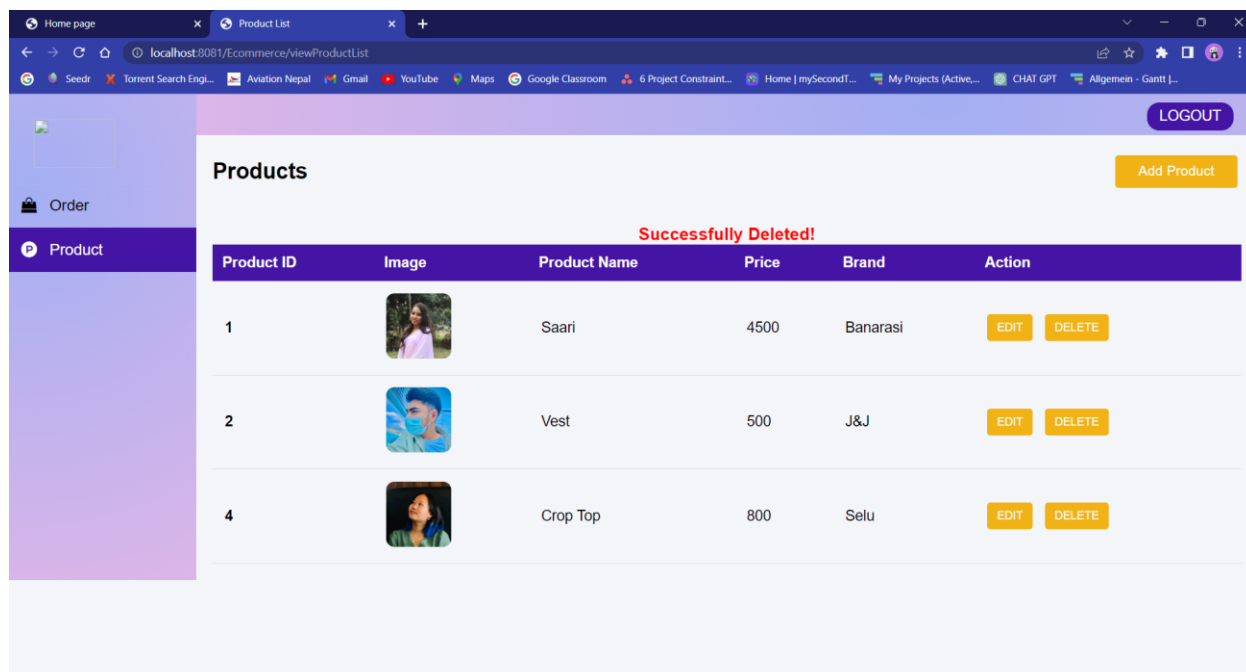 Home page
Product List
localhost:8081/Ecommerce/viewProductList
Seedr Torrent Search Engi... Aviation Nepal Gmail YouTube Maps Google Classroom 6 Project Constraint... Home | mySecondT... My Projects (Active,... CHAT GPT Allgemein - Gantt |...
LOGOUT
Products
Add Product
Order
Product
Successfully Deleted!
Product ID Image Product Name Price Brand Action
1 Saari 4500 Banarasi EDIT DELETE
2 Vest 500 J&J EDIT DELETE
4 Crop Top 800 Selu EDIT DELETE